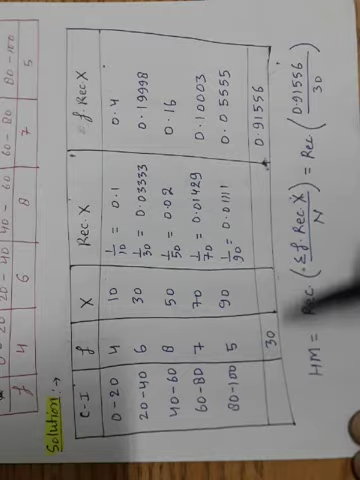 0-20 20-40 40-60 60-80 80-100
f 4 6 8 7 5
Solution :→
C-I f X Rec. X f. Rec. X
0-20 4 10 1/10 = 0.1 0.4
20-40 6 30 1/30 = 0.03333 0.19998
40-60 8 50 1/50 = 0.02 0.16
60-80 7 70 1/70 = 0.01429 0.10003
80-100 5 90 1/90 = 0.0111 0.05555
30 0.91556
HM = Rec. (Σf. Rec. X / N) = Rec (0.91556 / 30)